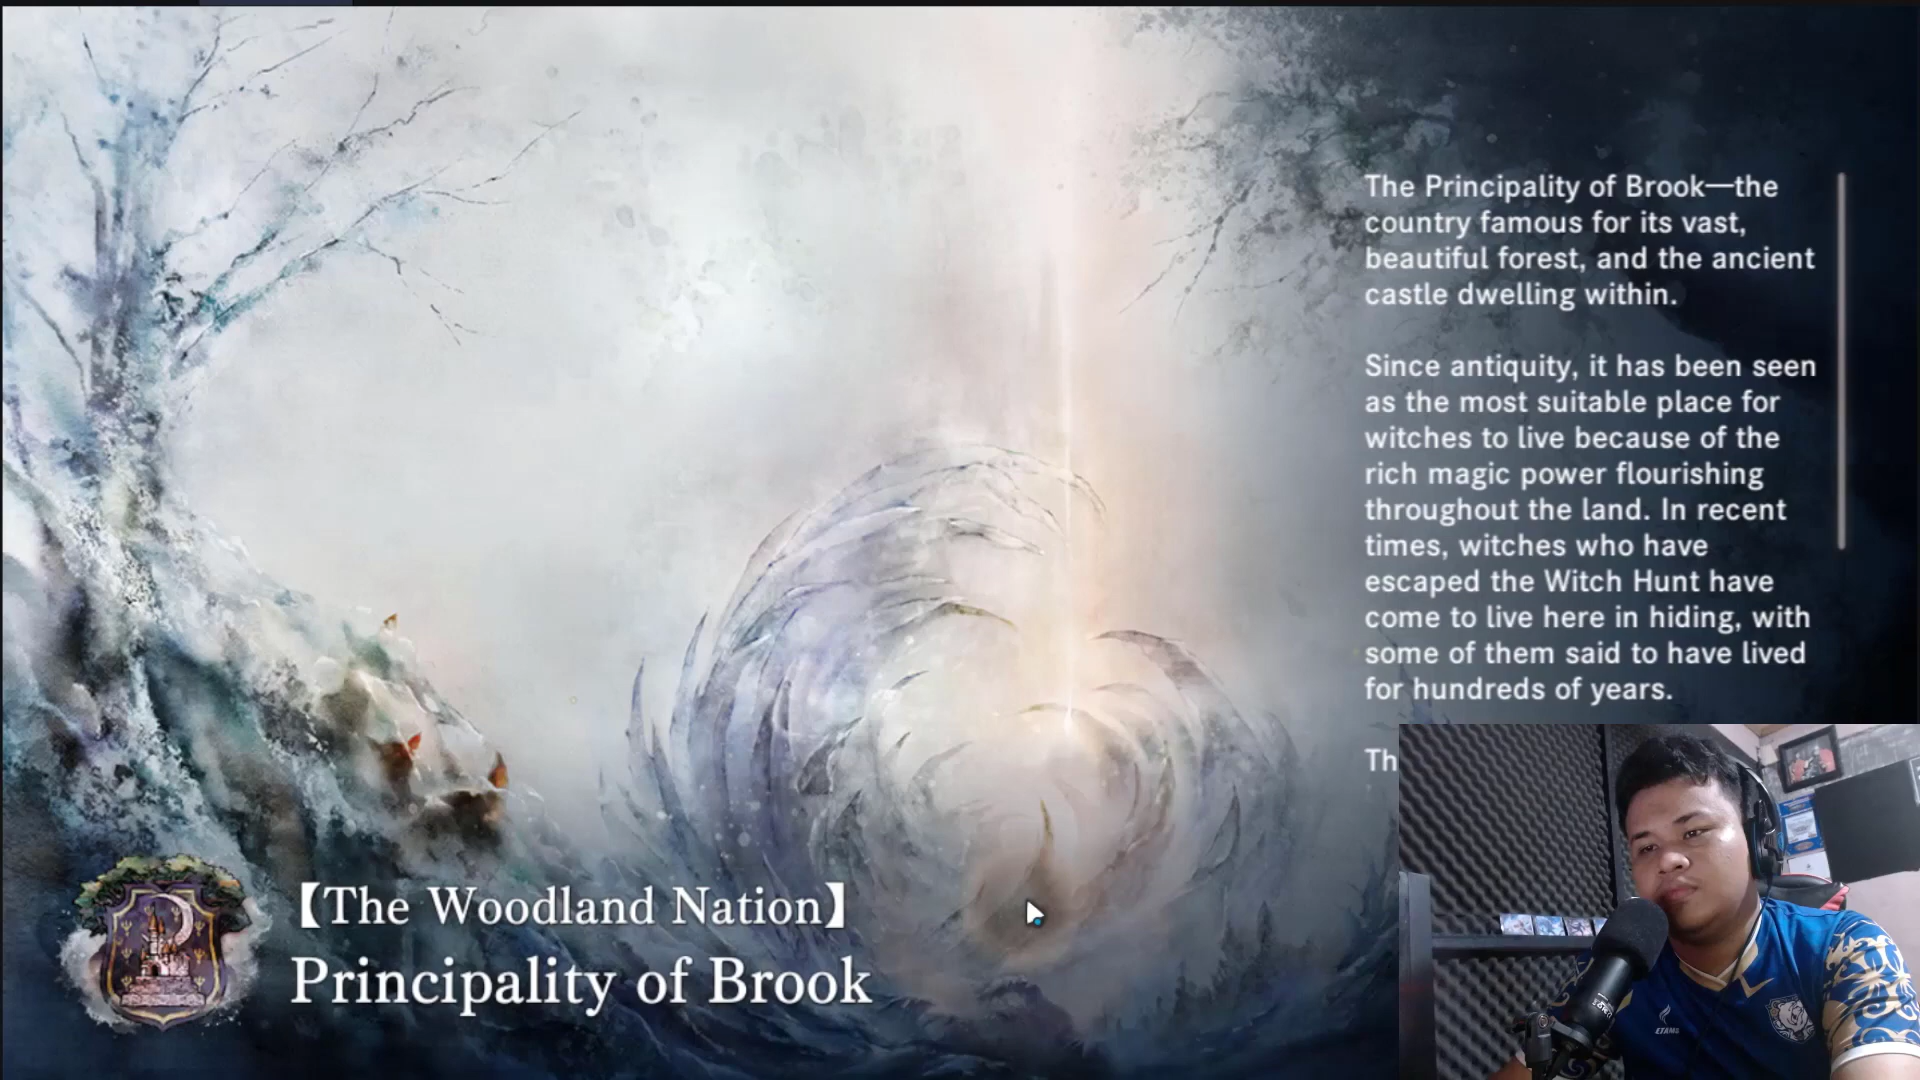 The Principality of Brook—the
country famous for its vast,
beautiful forest, and the ancient
castle dwelling within.
Since antiquity, it has been seen
as the most suitable place for
witches to live because of the
rich magic power flourishing
throughout the land. In recent
times, witches who have
escaped the Witch Hunt have
come to live here in hiding, with
some of them said to have lived
for hundreds of years.
Th
【The Woodland Nation】
Principality of Brook